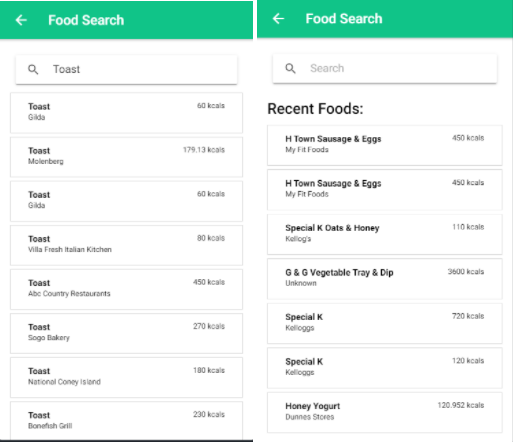 Food Search
Toast
Toast 60 kcals
Gilda
Toast 179.13 kcals
Molenberg
Toast 60 kcals
Gilda
Toast 80 kcals
Villa Fresh Italian Kitchen
Toast 450 kcals
Abc Country Restaurants
Toast 270 kcals
Sogo Bakery
Toast 180 kcals
National Coney Island
Toast 230 kcals
Bonefish Grill
Food Search
Search
Recent Foods:
H Town Sausage & Eggs 450 kcals
My Fit Foods
H Town Sausage & Eggs 450 kcals
My Fit Foods
Special K Oats & Honey 110 kcals
Kellog's
G & G Vegetable Tray & Dip 3600 kcals
Unknown
Special K 720 kcals
Kelloggs
Special K 120 kcals
Kelloggs
Honey Yogurt 120.952 kcals
Dunnes Stores